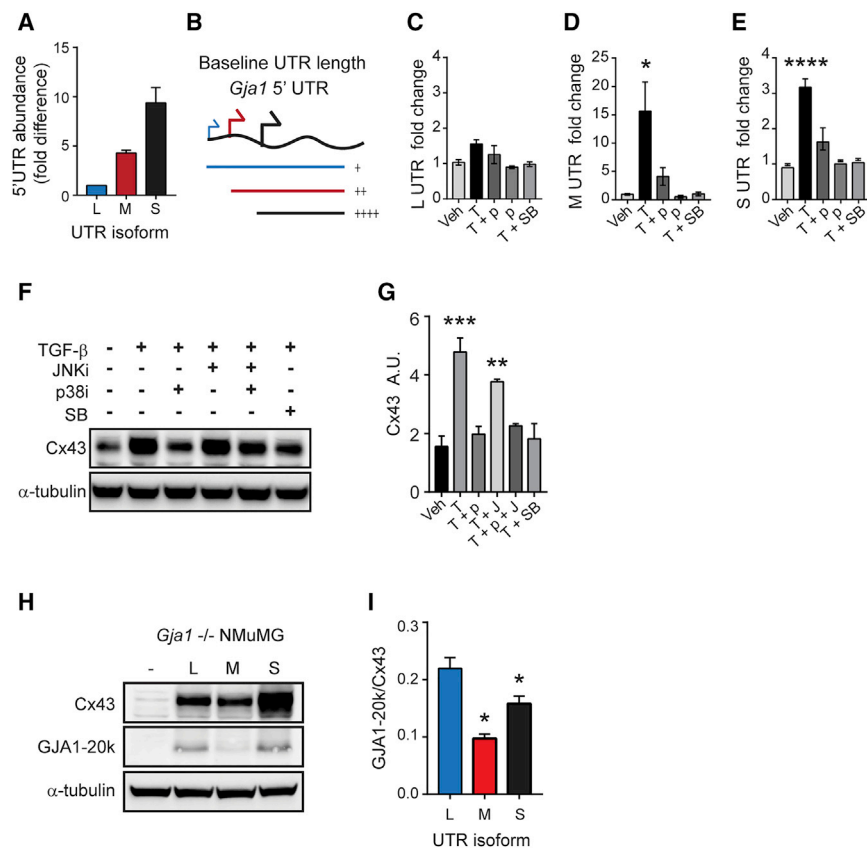 A
5'UTR abundance
(fold difference)
15
10
5
0
L M S
UTR isoform
B
Baseline UTR length
Gja1 5' UTR
+
++
++++
C
L UTR fold change
4
3
2
1
0
Veh T T + p p T + SB
D
M UTR fold change
25
20
15
10
5
0
*
Veh T T + p p T + SB
E
S UTR fold change
4
3
2
1
0
****
Veh T T + p p T + SB
F
TGF-β - + + + + +
JNKi - - - + + -
p38i - - + - + -
SB - - - - - +
Cx43
α-tubulin
G
Cx43 A.U.
6
4
2
0
***
**
Veh T T + p T + J T + p + J T + SB
H
Gja1 -/- NMuMG
- L M S
Cx43
GJA1-20k
α-tubulin
I
GJA1-20k/Cx43
0.3
0.2
0.1
0.0
*
*
L M S
UTR isoform